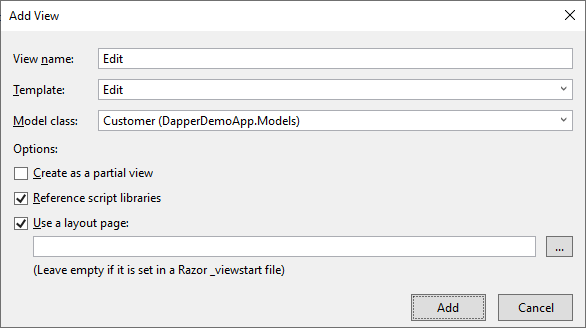 Add View
View name: Edit
Template: Edit
Model class: Customer (DapperDemoApp.Models)
Options:
Create as a partial view
Reference script libraries
Use a layout page:
...
(Leave empty if it is set in a Razor _viewstart file)
Add Cancel